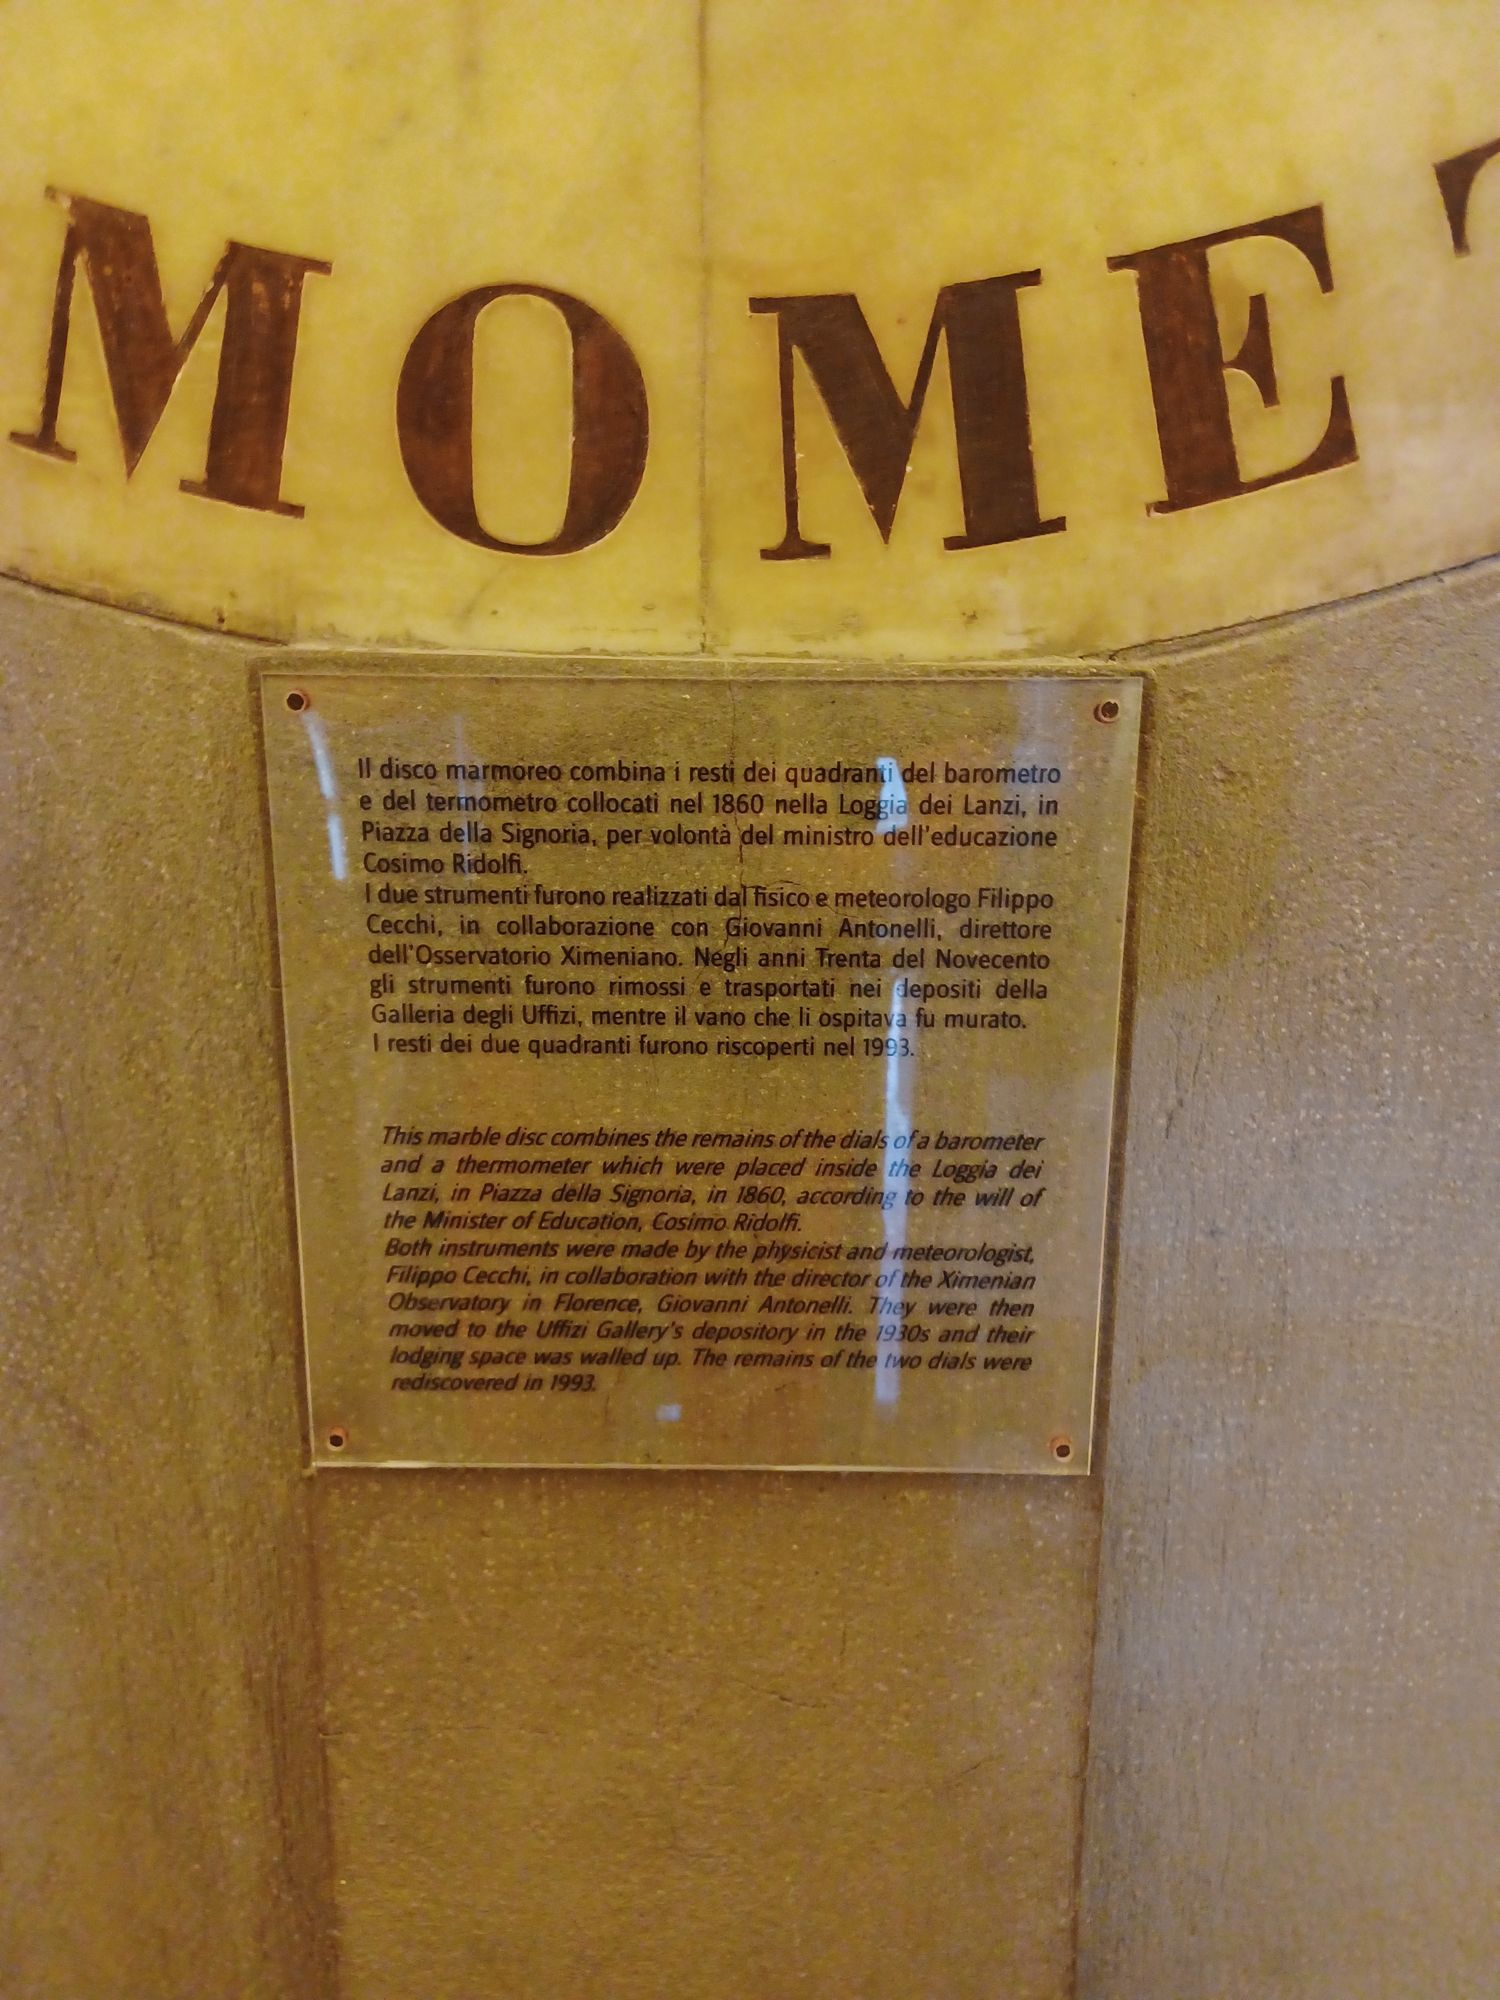 MOMET
Il disco marmoreo combina i resti dei quadranti del barometro
e del termometro collocati nel 1860 nella Loggia dei Lanzi, in
Piazza della Signoria, per volontà del ministro dell'educazione
Cosimo Ridolfi.
I due strumenti furono realizzati dal fisico e meteorologo Filippo
Cecchi, in collaborazione con Giovanni Antonelli, direttore
dell'Osservatorio Ximeniano. Negli anni Trenta del Novecento
gli strumenti furono rimossi e trasportati nei depositi della
Galleria degli Uffizi, mentre il vano che li ospitava fu murato.
I resti dei due quadranti furono riscoperti nel 1993.
This marble disc combines the remains of the dials of a barometer
and a thermometer which were placed inside the Loggia dei
Lanzi, in Piazza della Signoria, in 1860, according to the will of
the Minister of Education, Cosimo Ridolfi.
Both instruments were made by the physicist and meteorologist,
Filippo Cecchi, in collaboration with the director of the Ximenian
Observatory in Florence, Giovanni Antonelli. They were then
moved to the Uffizi Gallery's depository in the 1930s and their
lodging space was walled up. The remains of the two dials were
rediscovered in 1993.